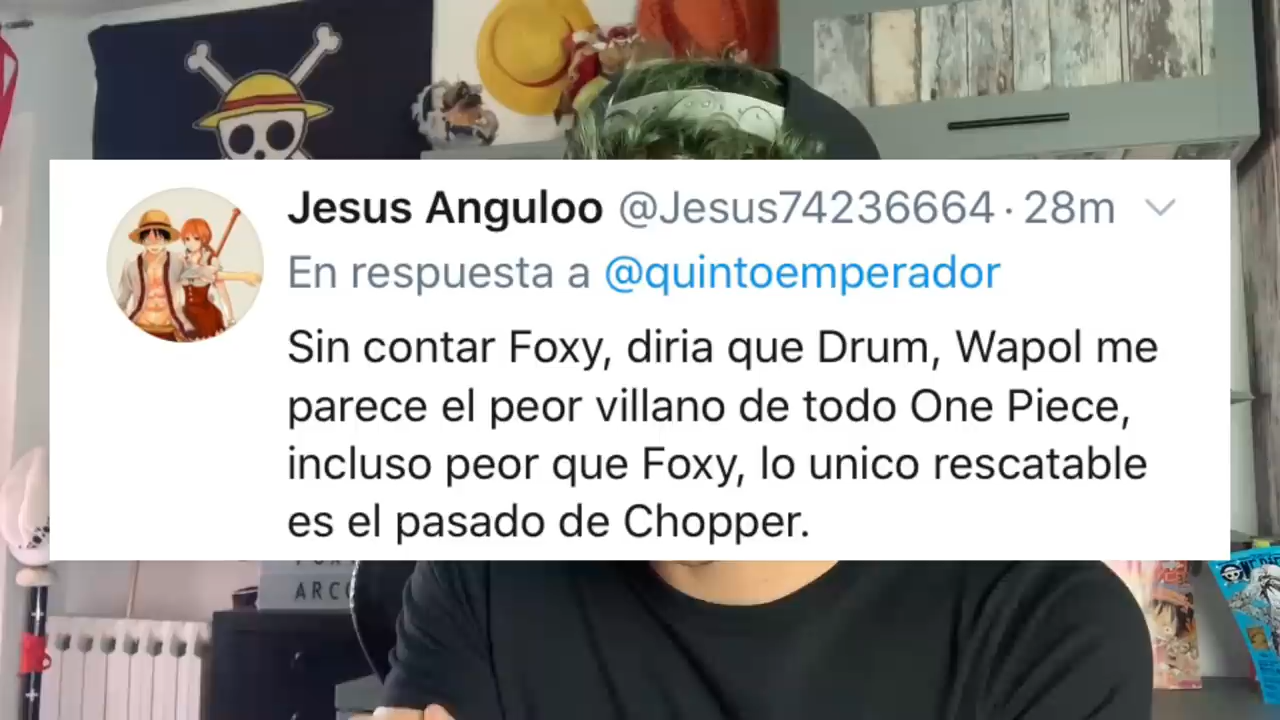 Jesus Anguloo @Jesus74236664 · 28m
En respuesta a @quintoemperador
Sin contar Foxy, diria que Drum, Wapol me
parece el peor villano de todo One Piece,
incluso peor que Foxy, lo unico rescatable
es el pasado de Chopper.
ARC